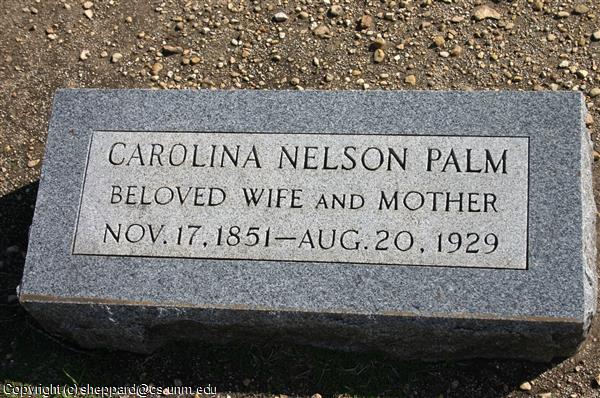 CAROLINA NELSON PALM
BELOVED WIFE AND MOTHER
NOV. 17, 1851—AUG. 20, 1929
Copyright (c) sheppard@cs.unm.edu